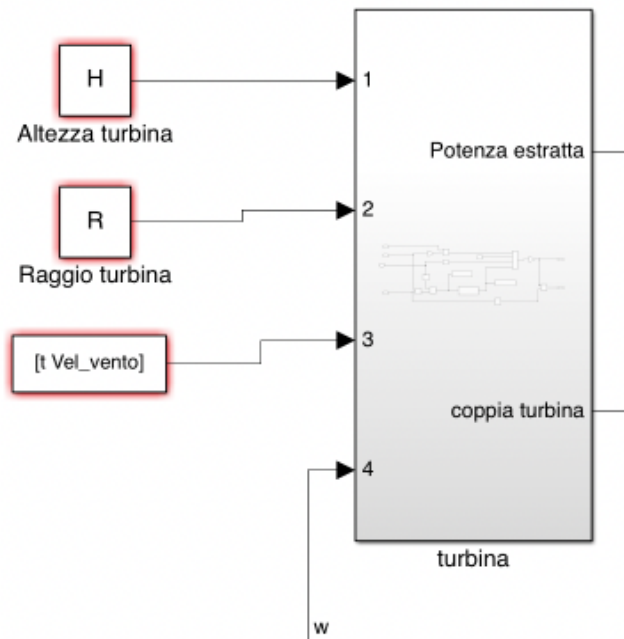 H
1
Altezza turbina
Potenza estratta
R
2
Raggio turbina
[t Vel_vento]
3
coppia turbina
4
turbina
w